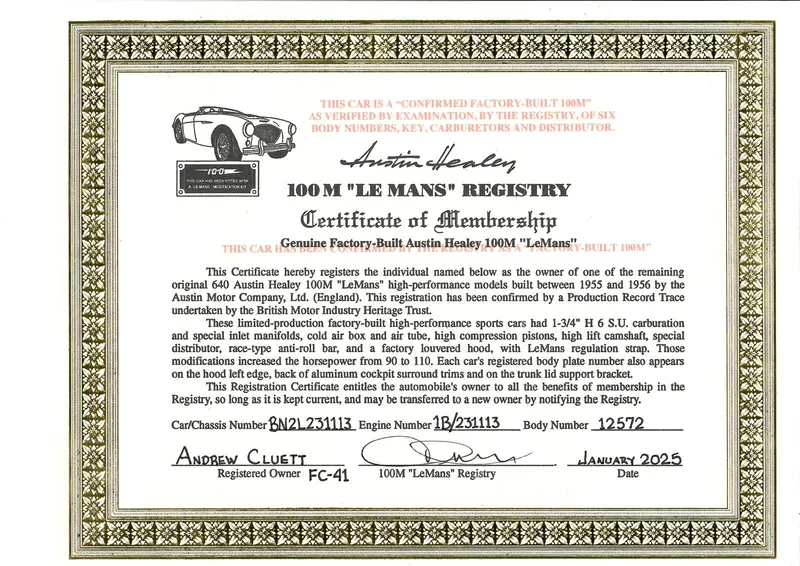 THIS CAR IS A “CONFIRMED FACTORY-BUILT 100M”
AS VERIFIED BY EXAMINATION, BY THE REGISTRY, OF SIX
BODY NUMBERS, KEY, CARBURETORS AND DISTRIBUTOR.
100
THIS CAR HAS BEEN FITTED WITH
A LE MANS MODIFICATION KIT
Austin Healey
100M "LE MANS" REGISTRY
Certificate of Membership
Genuine Factory-Built Austin Healey 100M "LeMans"
THIS CAR HAS BEEN CONFIRMED BY THE REGISTRY AS A “FACTORY-BUILT 100M”
This Certificate hereby registers the individual named below as the owner of one of the remaining
original 640 Austin Healey 100M "LeMans" high-performance models built between 1955 and 1956 by the
Austin Motor Company, Ltd. (England). This registration has been confirmed by a Production Record Trace
undertaken by the British Motor Industry Heritage Trust.
These limited-production factory-built high-performance sports cars had 1-3/4" H 6 S.U. carburation
and special inlet manifolds, cold air box and air tube, high compression pistons, high lift camshaft, special
distributor, race-type anti-roll bar, and a factory louvered hood, with LeMans regulation strap. Those
modifications increased the horsepower from 90 to 110. Each car's registered body plate number also appears
on the hood left edge, back of aluminum cockpit surround trims and on the trunk lid support bracket.
This Registration Certificate entitles the automobile's owner to all the benefits of membership in the
Registry, so long as it is kept current, and may be transferred to a new owner by notifying the Registry.
Car/Chassis Number BN2L231113 Engine Number 1B/231113 Body Number 12572
ANDREW CLUETT JANUARY 2025
Registered Owner FC-41 100M "LeMans" Registry Date